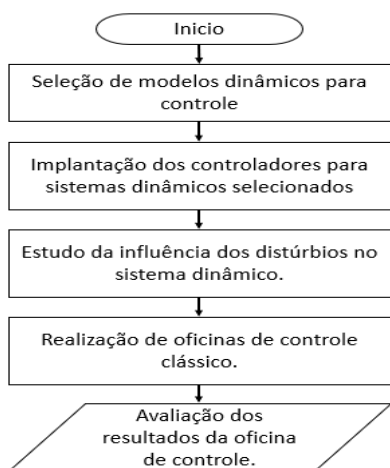 Inicio
Seleção de modelos dinâmicos para
controle
Implantação dos controladores para
sistemas dinâmicos selecionados
Estudo da influência dos distúrbios no
sistema dinâmico.
Realização de oficinas de controle
clássico.
Avaliação dos
resultados da oficina
de controle.